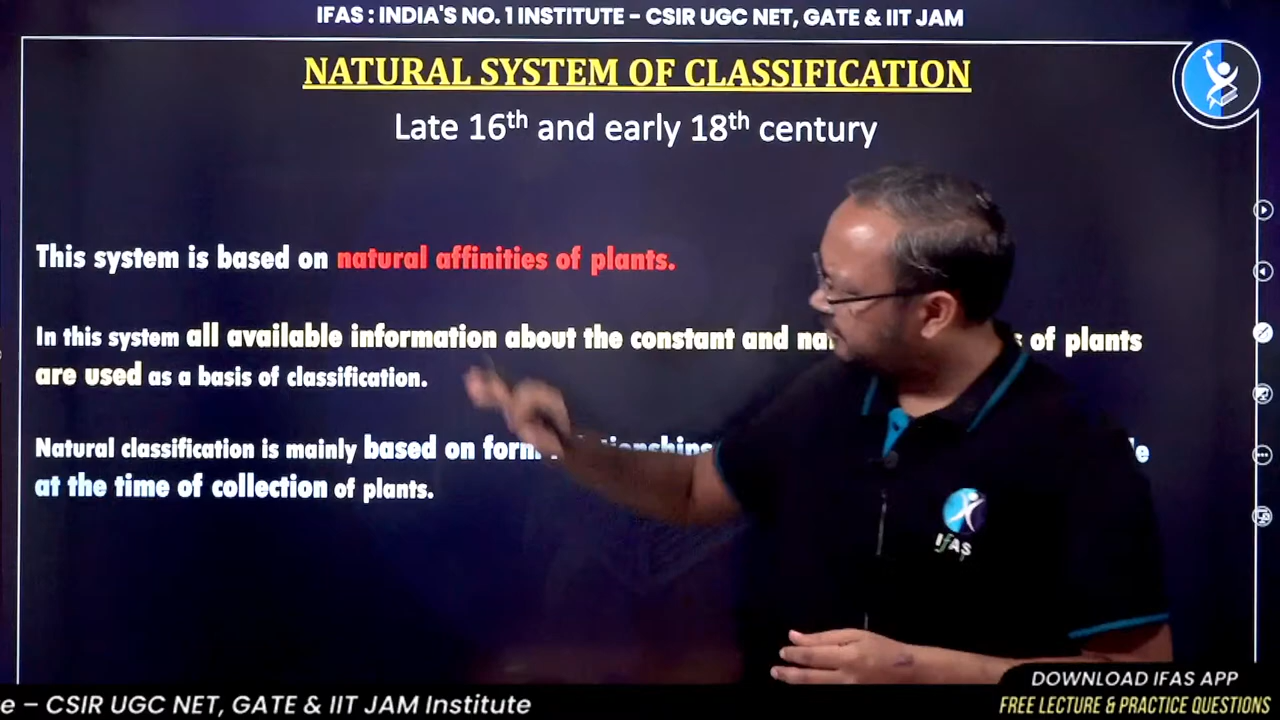 IFAS : INDIA'S NO. 1 INSTITUTE – CSIR UGC NET, GATE & IIT JAM
NATURAL SYSTEM OF CLASSIFICATION
Late 16th and early 18th century
This system is based on natural affinities of plants.
In this system all available information about the constant and of plants
are used as a basis of classification.
Natural classification is mainly based on
at the time of collection of plants.
IFAS
DOWNLOAD IFAS APP
e – CSIR UGC NET, GATE & IIT JAM Institute
FREE LECTURE & PRACTICE QUESTIONS